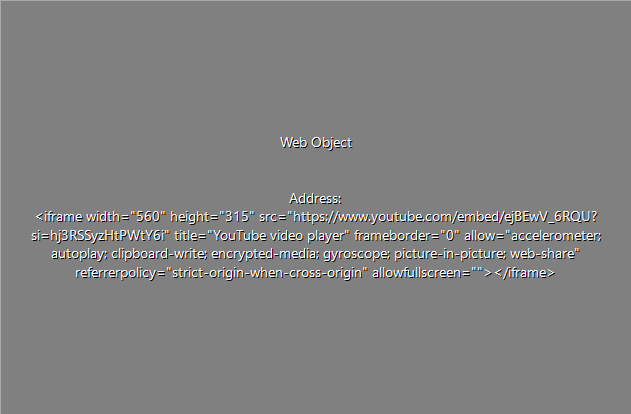 Web Object
Address:
<iframe width="560" height="315" src="https://www.youtube.com/embed/ejBEwV_6RQU?
si=hj3RSSyzHtPWtY6i" title="YouTube video player" frameborder="0" allow="accelerometer;
autoplay; clipboard-write; encrypted-media; gyroscope; picture-in-picture; web-share"
referrerpolicy="strict-origin-when-cross-origin" allowfullscreen=""></iframe>